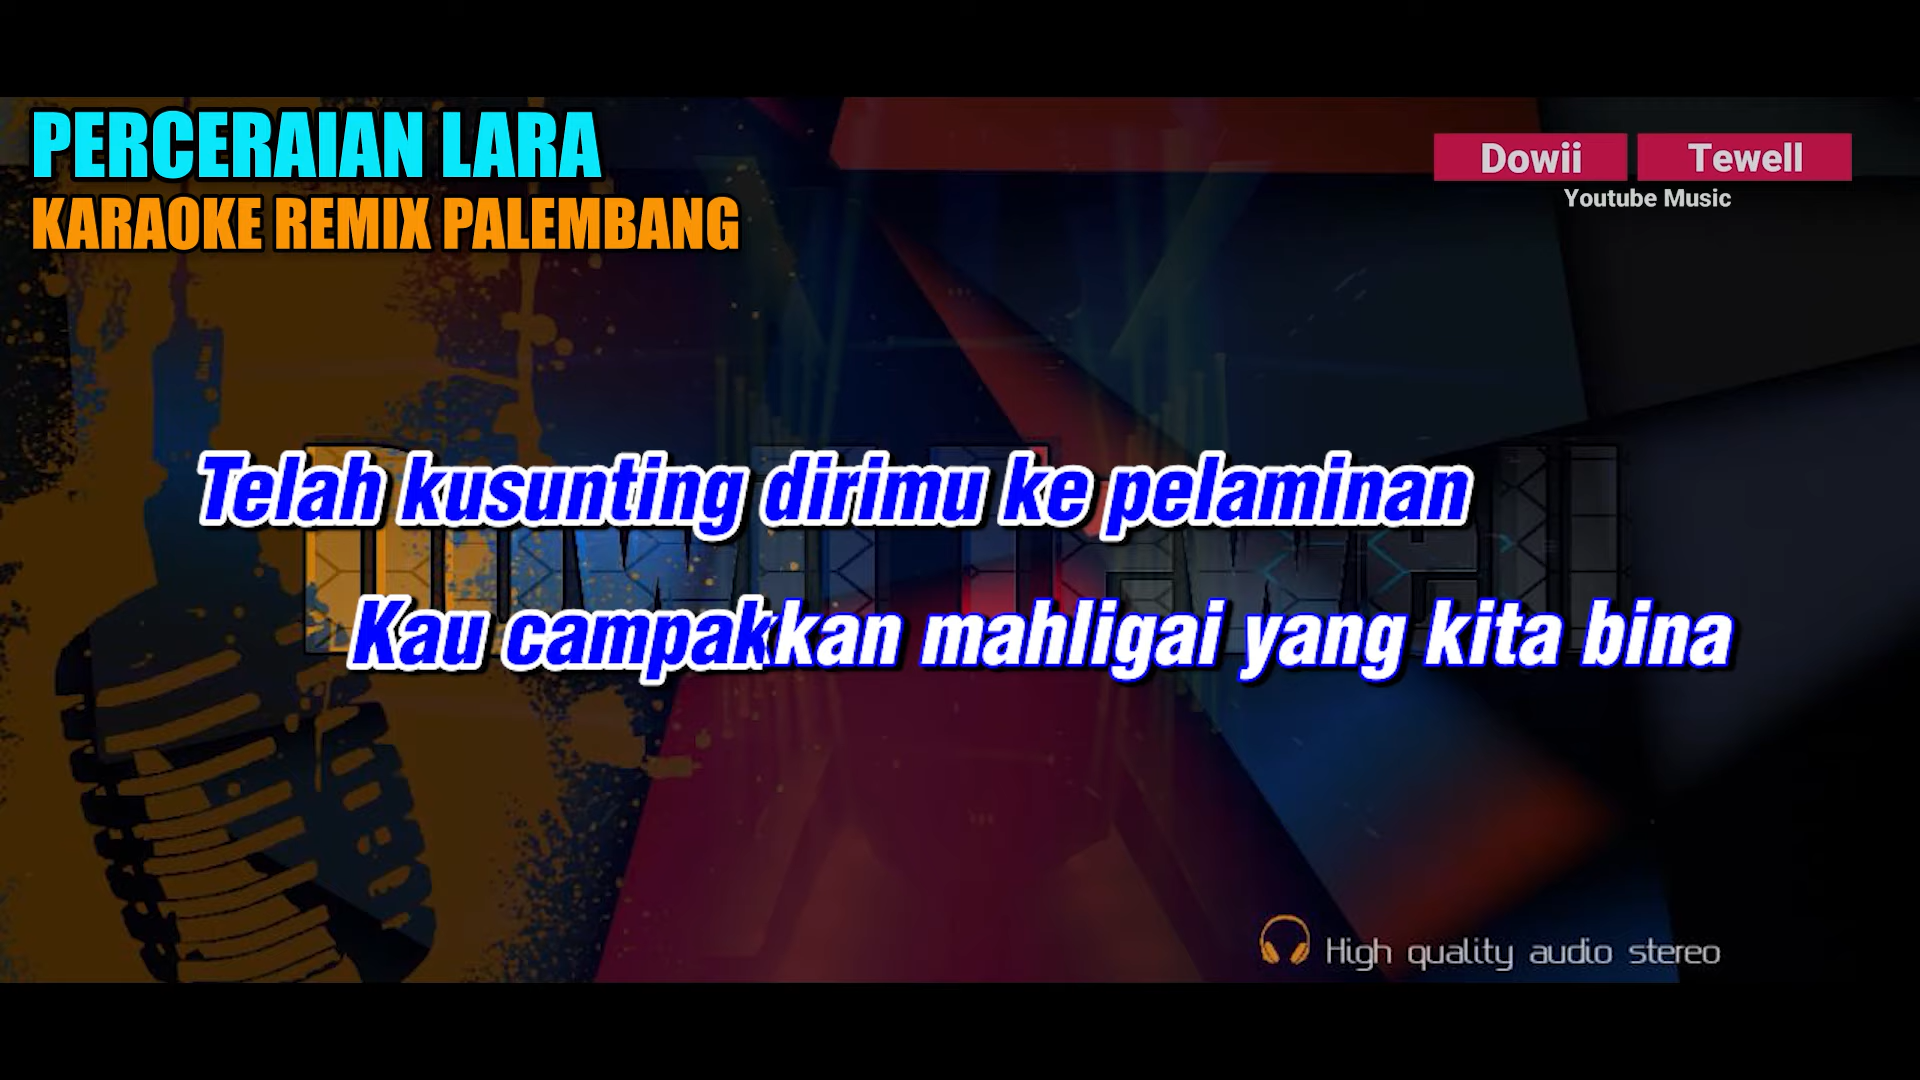 PERCERAIAN LARA
KARAOKE REMIX PALEMBANG
Dowii Tewell
Youtube Music
Telah kusunting dirimu ke pelaminan
Kau campakkan mahligai yang kita bina
High quality audio stereo